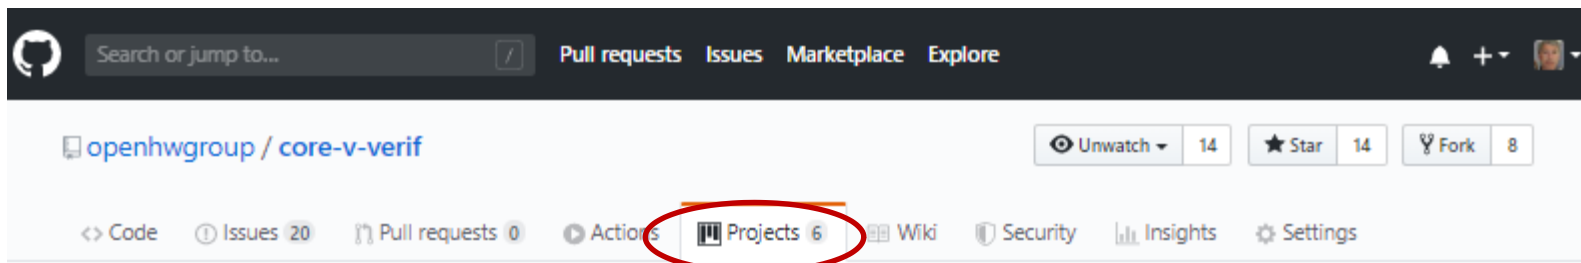 Search or jump to... / Pull requests Issues Marketplace Explore
openhwgroup / core-v-verif Unwatch 14 Star 14 Fork 8
<> Code Issues 20 Pull requests 0 Actions Projects 6 Wiki Security Insights Settings